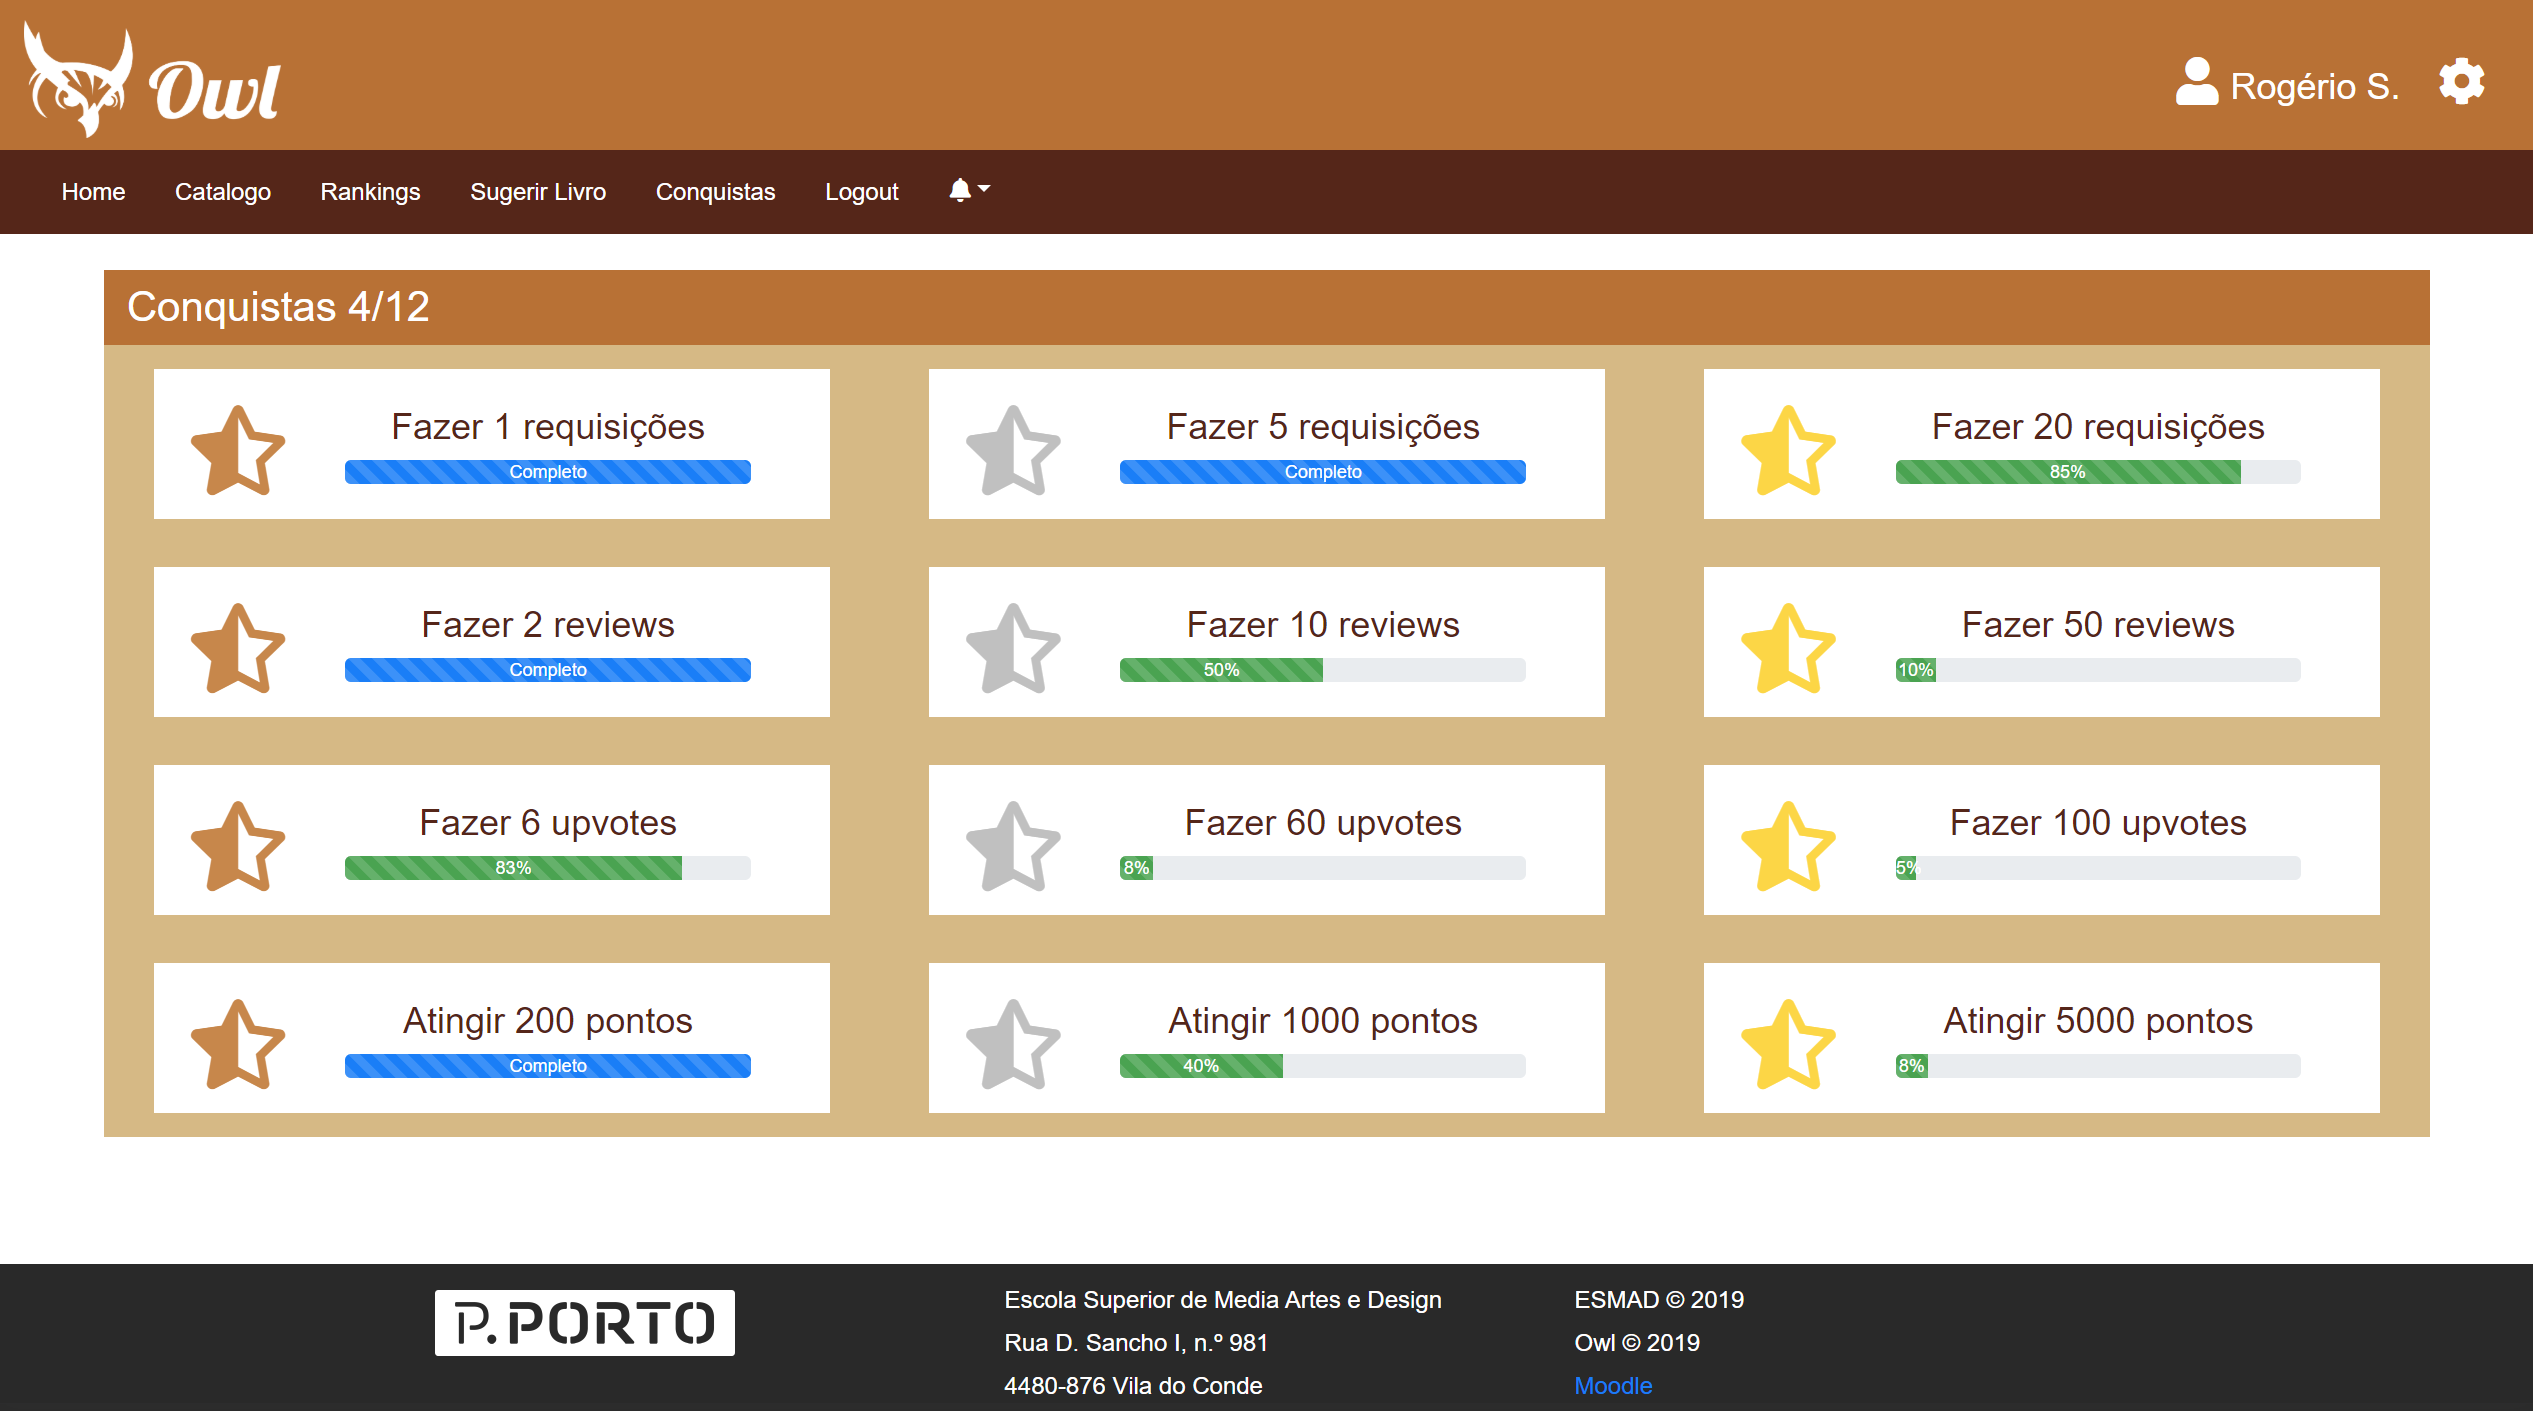 Owl
Rogério S.
Home Catalogo Rankings Sugerir Livro Conquistas Logout
Conquistas 4/12
Fazer 1 requisições
Completo
Fazer 5 requisições
Completo
Fazer 20 requisições
85%
Fazer 2 reviews
Completo
Fazer 10 reviews
50%
Fazer 50 reviews
10%
Fazer 6 upvotes
83%
Fazer 60 upvotes
8%
Fazer 100 upvotes
5%
Atingir 200 pontos
Completo
Atingir 1000 pontos
40%
Atingir 5000 pontos
8%
P.PORTO
Escola Superior de Media Artes e Design
Rua D. Sancho I, n.º 981
4480-876 Vila do Conde
ESMAD © 2019
Owl © 2019
Moodle